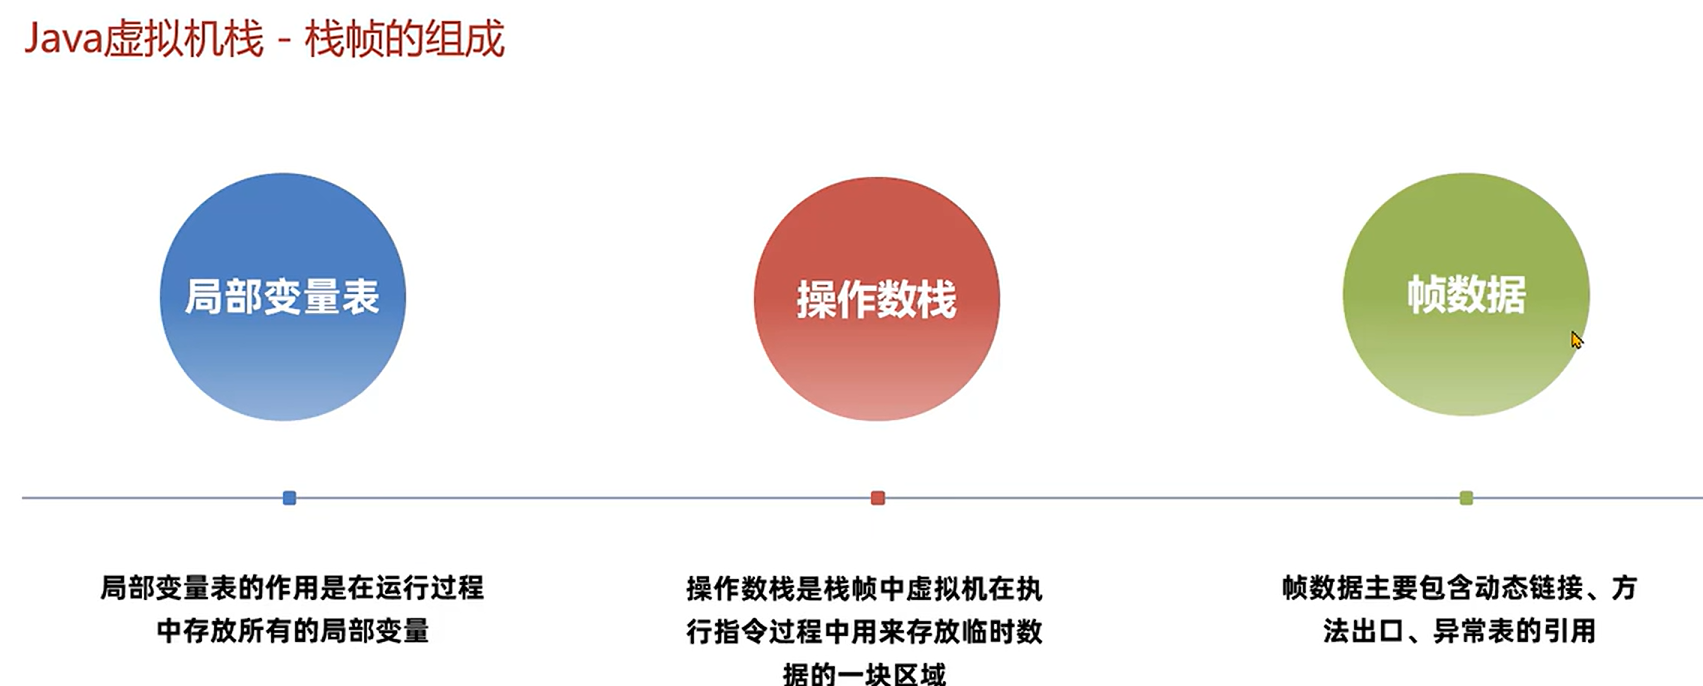 Java虚拟机栈 - 栈帧的组成
局部变量表
操作数栈
帧数据
局部变量表的作用是在运行过程
中存放所有的局部变量
操作数栈是栈帧中虚拟机在执
行指令过程中用来存放临时数
据的一块区域
帧数据主要包含动态链接、方
法出口、异常表的引用